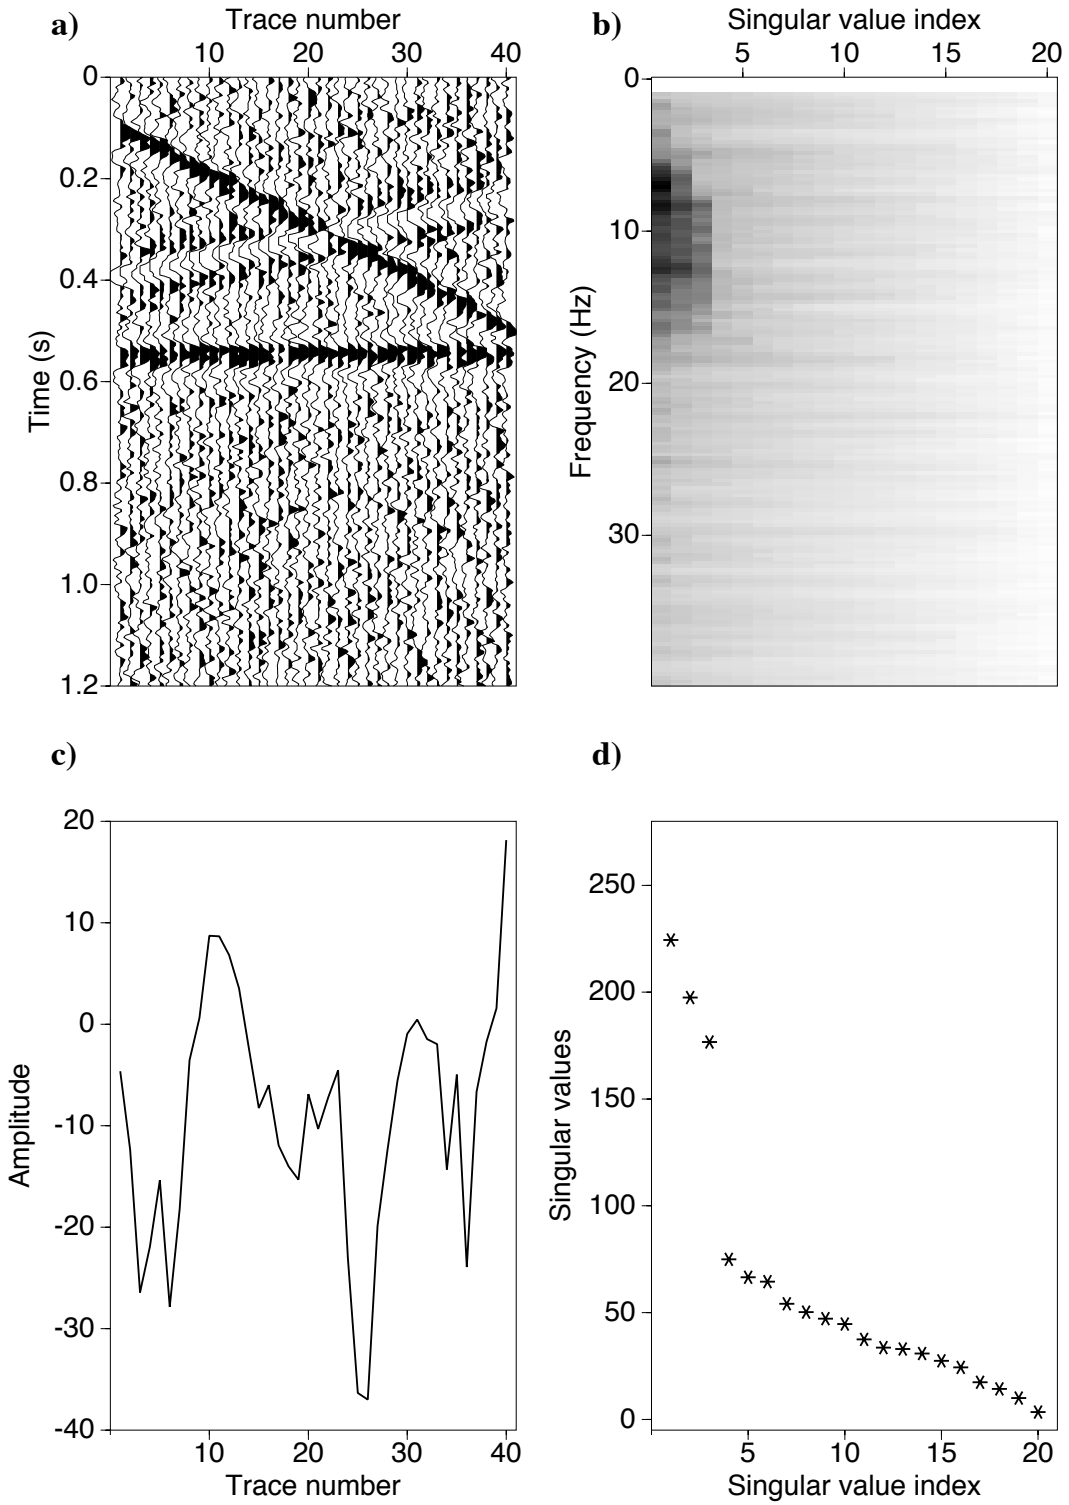 a)
Trace number
10 20 30 40
0
0.2
0.4
0.6
0.8
1.0
1.2
Time (s)
b)
Singular value index
5 10 15 20
0
10
20
30
Frequency (Hz)
c)
20
10
0
-10
-20
-30
-40
Amplitude
10 20 30 40
Trace number
d)
250
200
150
100
50
0
Singular values
5 10 15 20
Singular value index